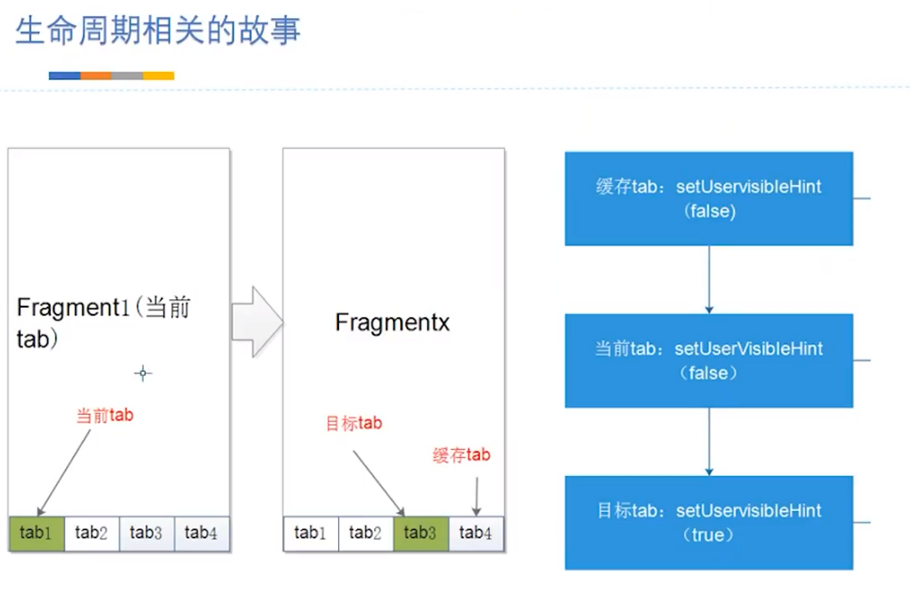 生命周期相关的故事
Fragment1(当前
tab)
当前tab
tab1 tab2 tab3 tab4
Fragmentx
目标tab
缓存tab
tab1 tab2 tab3 tab4
缓存tab：setUservisibleHint
(false)
当前tab：setUserVisibleHint
（false）
目标tab：setUservisibleHint
（true）